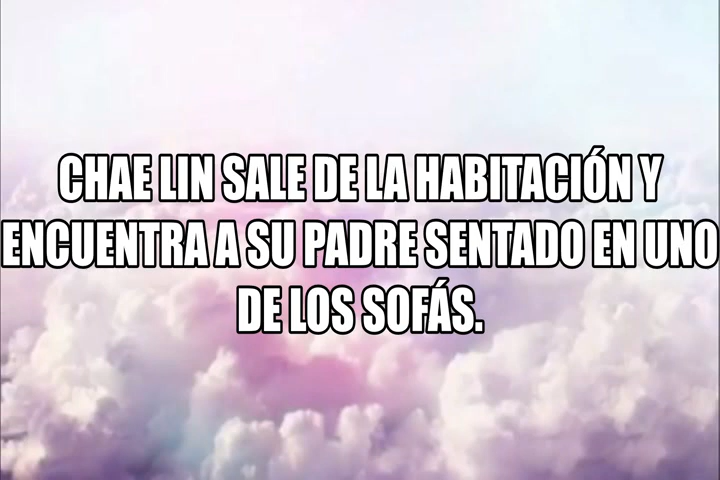 CHAE LIN SALE DE LA HABITACIÓN Y
ENCUENTRA A SU PADRE SENTADO EN UNO
DE LOS SOFÁS.